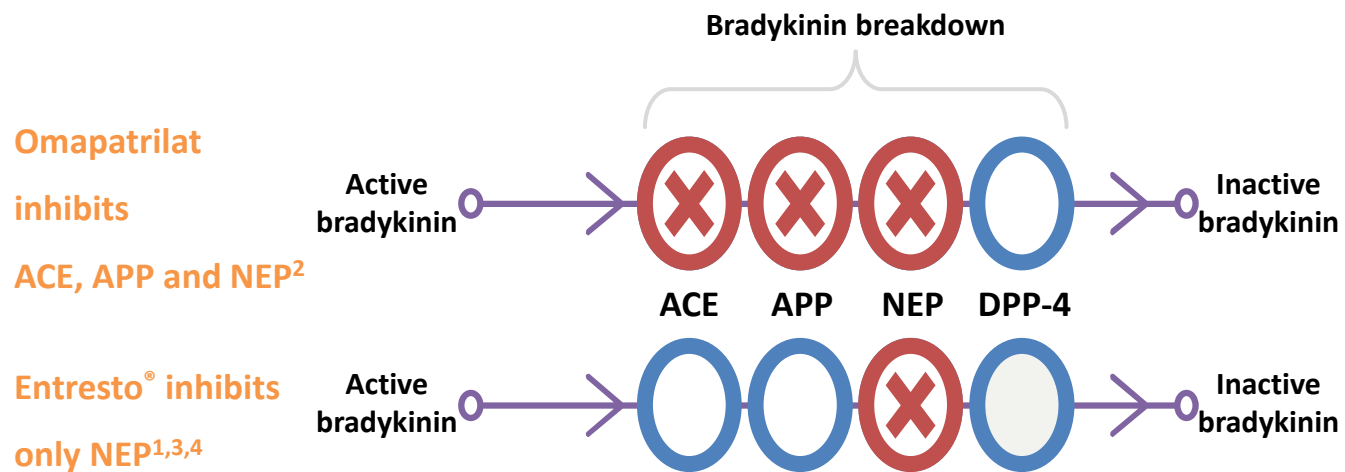 Bradykinin breakdown
Omapatrilat
inhibits
ACE, APP and NEP2
Active
bradykinin
Inactive
bradykinin
ACE APP NEP DPP-4
Entresto® inhibits
only NEP1,3,4
Active
bradykinin
Inactive
bradykinin